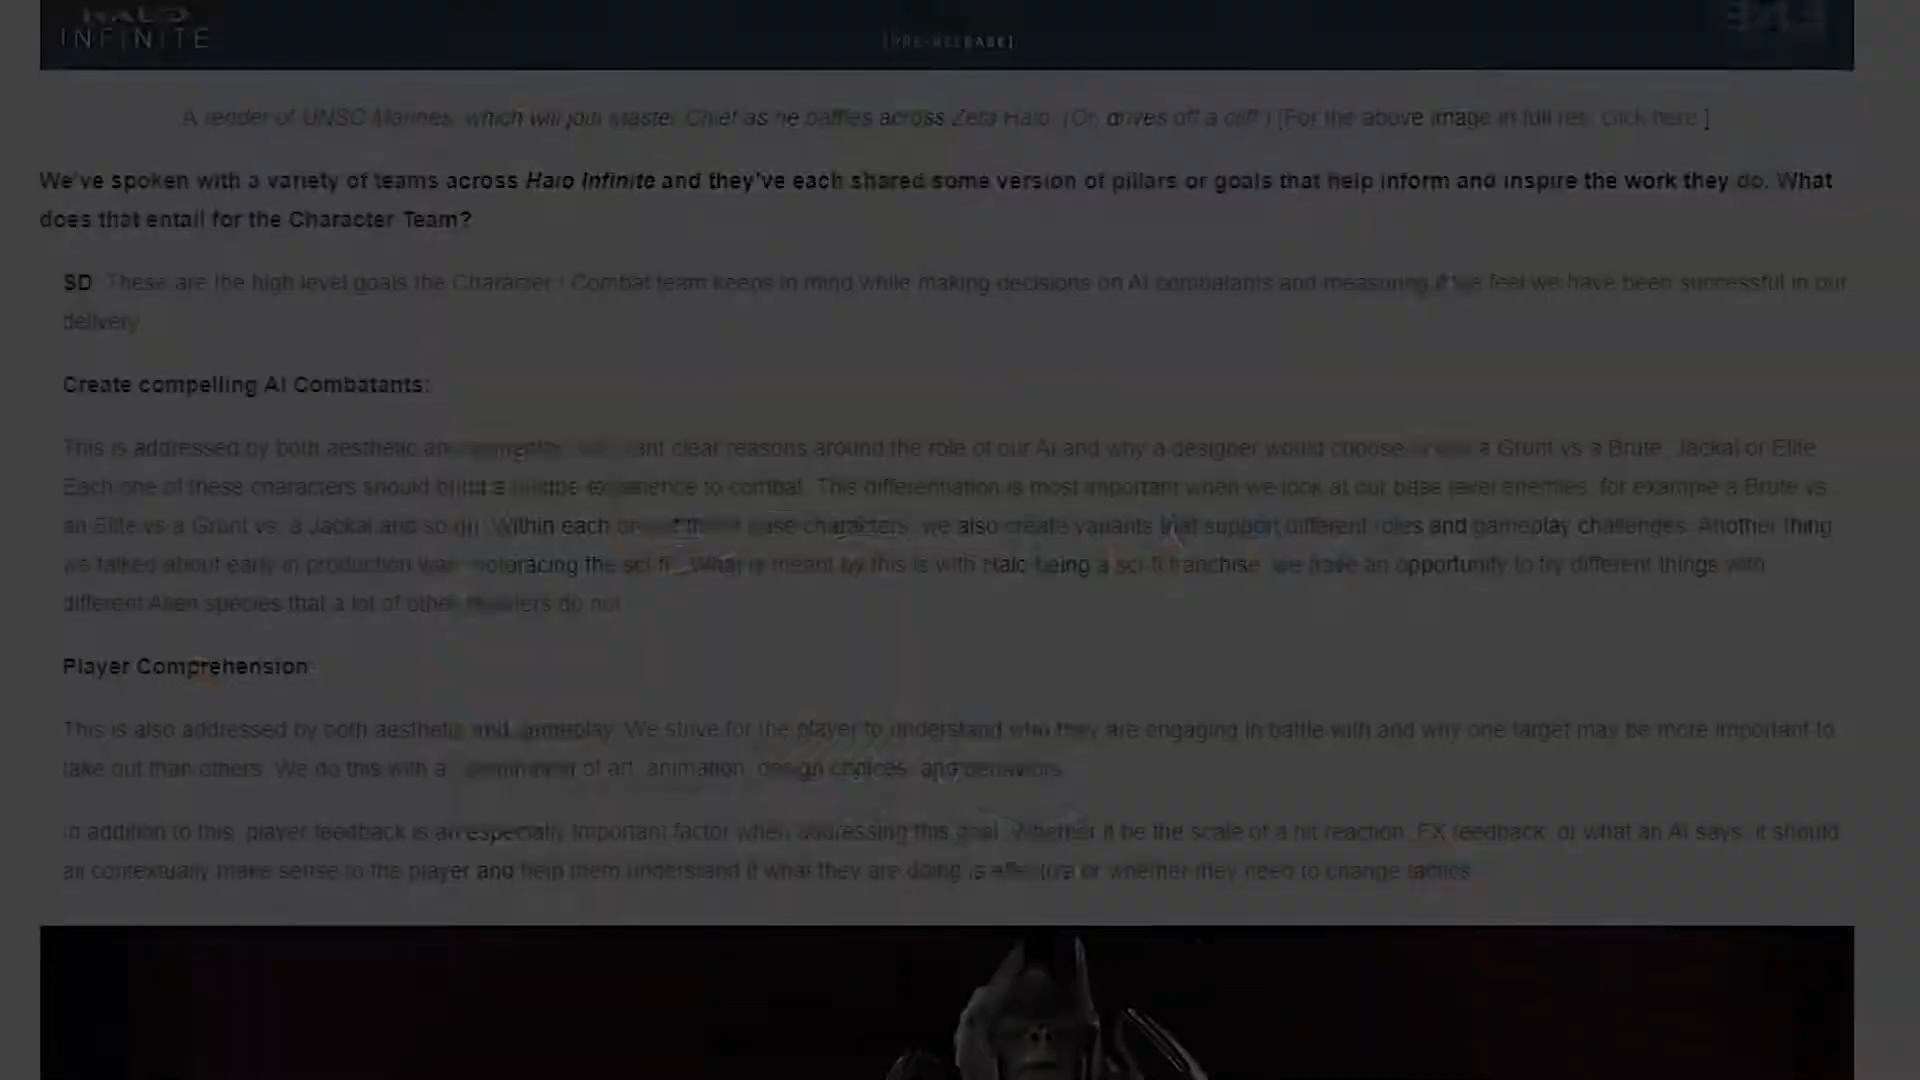 HALO
INFINITE
[PRE-RELEASE]
A render of UNSC Marines, which will join Master Chief as he battles across Zeta Halo. (Or, drives off a cliff.) [For the above image in full res, click here.]
We've spoken with a variety of teams across Halo Infinite and they've each shared some version of pillars or goals that help inform and inspire the work they do. What
does that entail for the Character Team?
SD: These are the high level goals the Character / Combat team keeps in mind while making decisions on AI combatants and measuring if we feel we have been successful in our
delivery.
Create compelling AI Combatants:
This is addressed by both aesthetic and clear reasons around the role of our AI and why a designer would choose a Grunt vs a Brute, Jackal or Elite.
Each one of these characters should bring a unique experience to combat. This differentiation is most important when we look at our base level enemies, for example a Brute vs.
an Elite vs a Grunt vs. a Jackal and so on. Within each one of these base characters, we also create variants that support different roles and gameplay challenges. Another thing
we talked about early in production was embracing the sci-fi. What is meant by this is with Halo being a sci-fi franchise, we have an opportunity to try different things with
different Alien species that a lot of other shooters do not.
Player Comprehension
This is also addressed by both aesthetic and gameplay. We strive for the player to understand who they are engaging in battle with and why one target may be more important to
take out than others. We do this with a combination of art, animation, design choices, and behaviors.
In addition to this, player feedback is an especially important factor when addressing this goal. Whether it be the scale of a hit reaction, FX feedback, or what an AI says, it should
all contextually make sense to the player and help them understand if what they are doing is effective or whether they need to change tactics.